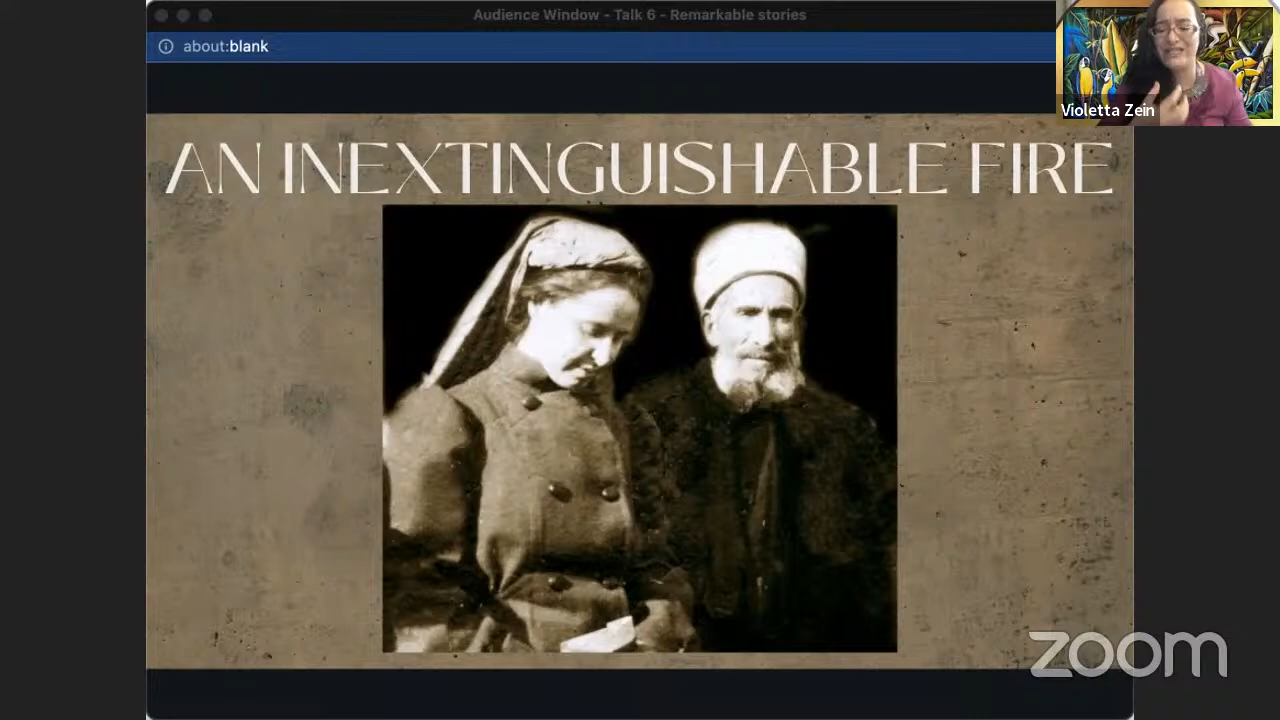 Audience Window - Talk 6 - Remarkable stories
about:blank
Violetta Zein
AN INEXTINGUISHABLE FIRE
zoom